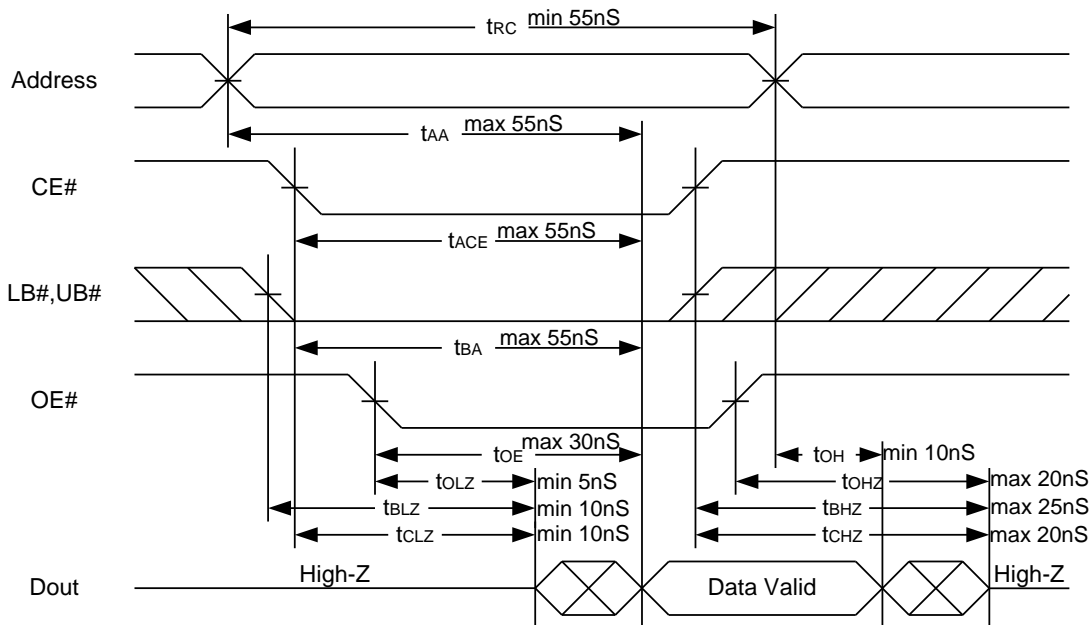 tRC min 55nS
Address
tAA max 55nS
CE#
tACE max 55nS
LB#,UB#
tBA max 55nS
OE#
tOE max 30nS
tOH min 10nS
tOLZ min 5nS
tOHZ max 20nS
tBLZ min 10nS
tBHZ max 25nS
tCLZ min 10nS
tCHZ max 20nS
Dout High-Z Data Valid High-Z